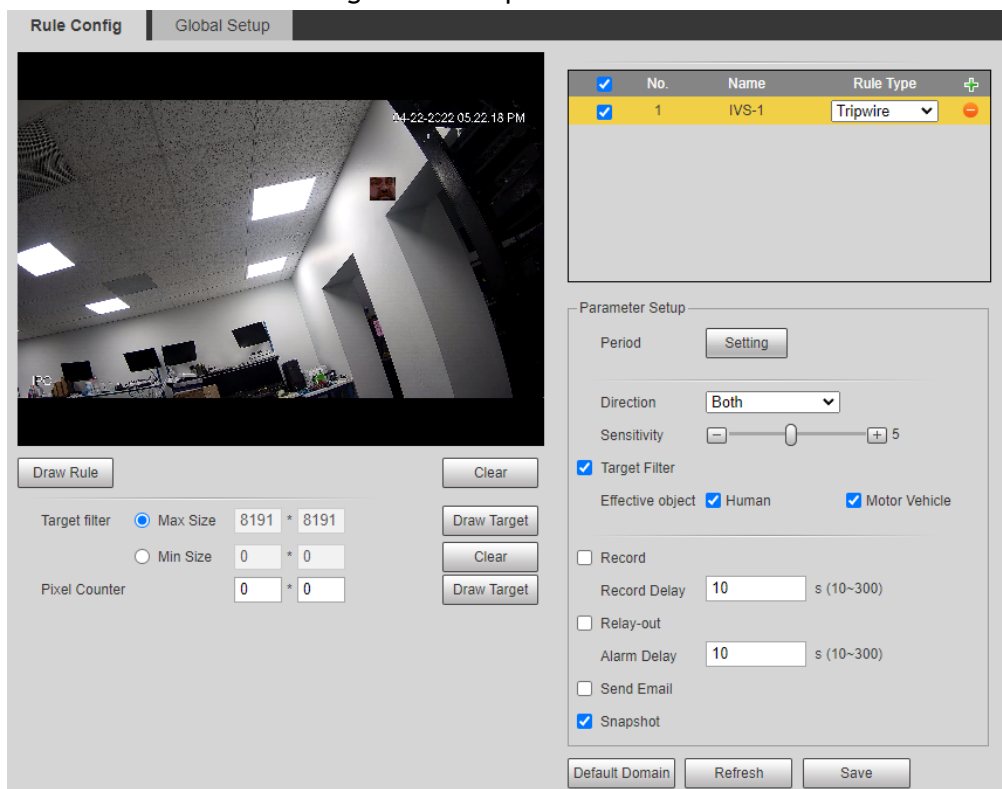 Rule Config Global Setup
04-22-2022 05:22:18 PM
IPC
No. Name Rule Type
1 IVS-1 Tripwire
Parameter Setup
Period Setting
Direction Both
Sensitivity - + 5
Draw Rule Clear
Target Filter
Effective object Human Motor Vehicle
Target filter Max Size 8191 * 8191 Draw Target
Min Size 0 * 0 Clear
Pixel Counter 0 * 0 Draw Target
Record
Record Delay 10 s (10~300)
Relay-out
Alarm Delay 10 s (10~300)
Send Email
Snapshot
Default Domain Refresh Save